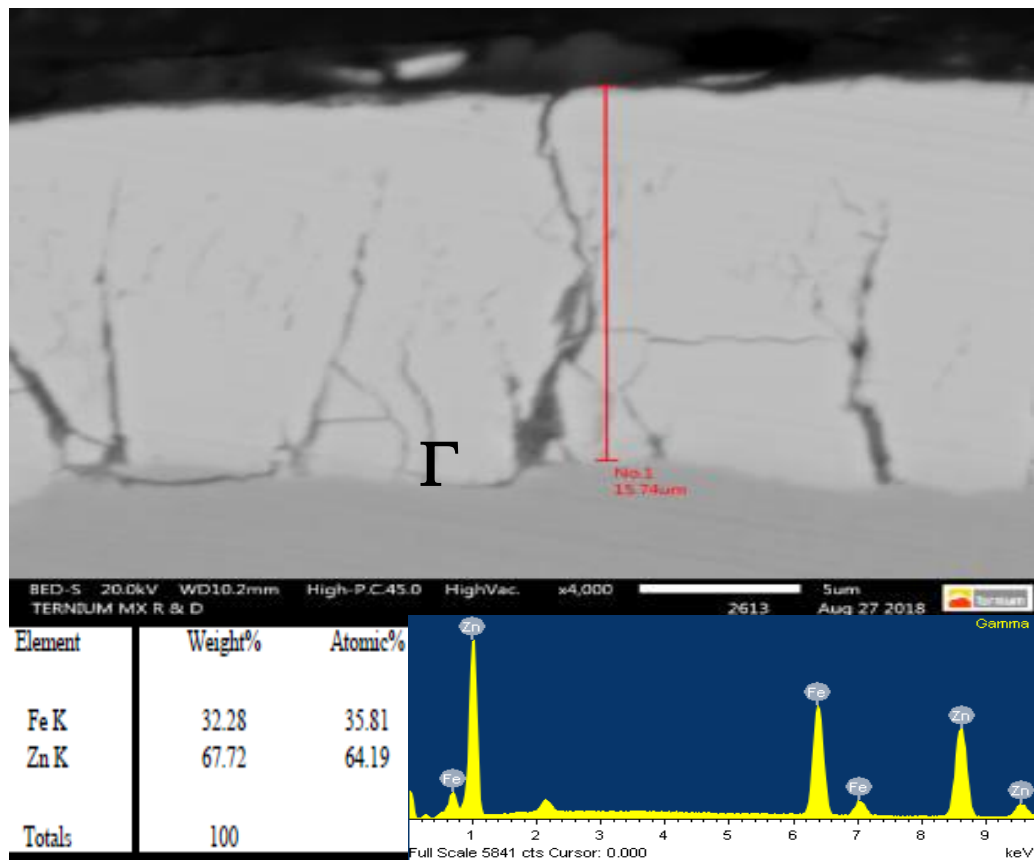 Γ
No.1
15.74um
BED-S 20.0kV WD10.2mm High-P.C.45.0 HighVac. x4,000 5um
TERNIUM MX R & D 2613 Aug 27 2018 Ternium
Element Weight% Atomic%
Fe K 32.28 35.81
Zn K 67.72 64.19
Totals 100
Gamma
Zn
Fe
Zn
Fe
Fe
Zn
1 2 3 4 5 6 7 8 9
Full Scale 5841 cts Cursor: 0.000 keV